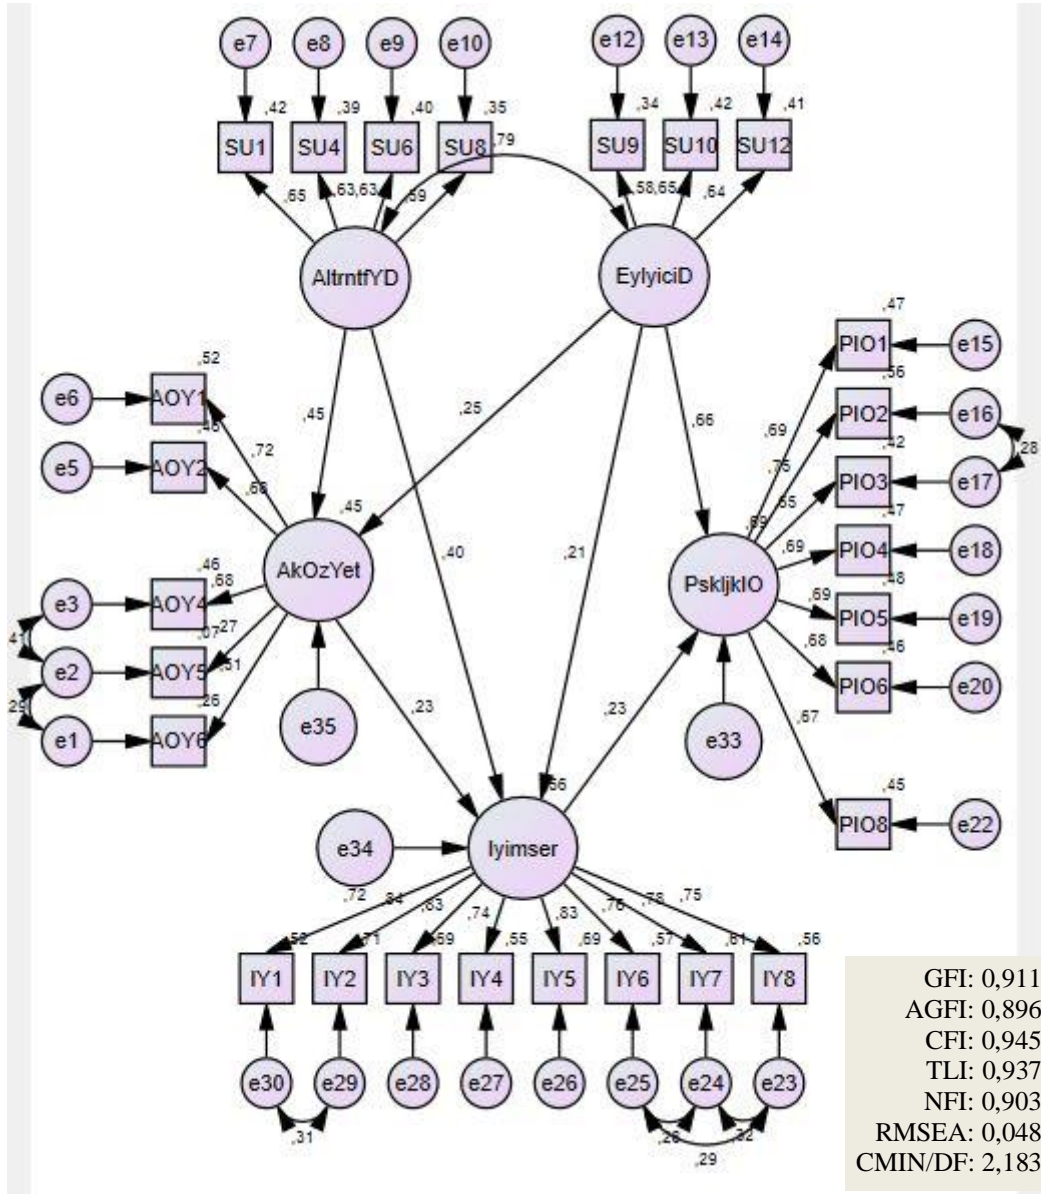 e7 e8 e9 e10 e12 e13 e14
,42 ,39 ,40 ,35 ,34 ,42 ,41
SU1 SU4 SU6 SU8 SU9 SU10 SU12
,79
,65 ,63 ,63 ,59 ,58 ,65 ,64
AltrntfYD EylyiciD
,47
PIO1 e15
,52 ,56
e6 AOY1 PIO2 e16
,45 ,25 ,66 ,69 ,42 ,28
,46 ,72 ,75
e5 AOY2 PIO3 e17
,68 ,65 ,47
,45 ,69
,69 PIO4 e18
AkOzYet ,40 ,21 PskljklO
,46 ,68 ,48
e3 AOY4 ,69 PIO5 e19
,41 ,07 ,27 ,68 ,46
e2 AOY5 PIO6 e20
,29 ,51 ,26
e1 AOY6 e35 ,23 ,23 e33 ,67
,56 ,45
PIO8 e22
e34 Iyimser
,72 ,84 ,83 ,74 ,83 ,76 ,78 ,75
,52 ,71 ,69 ,55 ,69 ,57 ,61 ,56
IY1 IY2 IY3 IY4 IY5 IY6 IY7 IY8
e30 e29 e28 e27 e26 e25 e24 e23
,31 ,32
,29
GFI: 0,911
AGFI: 0,896
CFI: 0,945
TLI: 0,937
NFI: 0,903
RMSEA: 0,048
CMIN/DF: 2,183